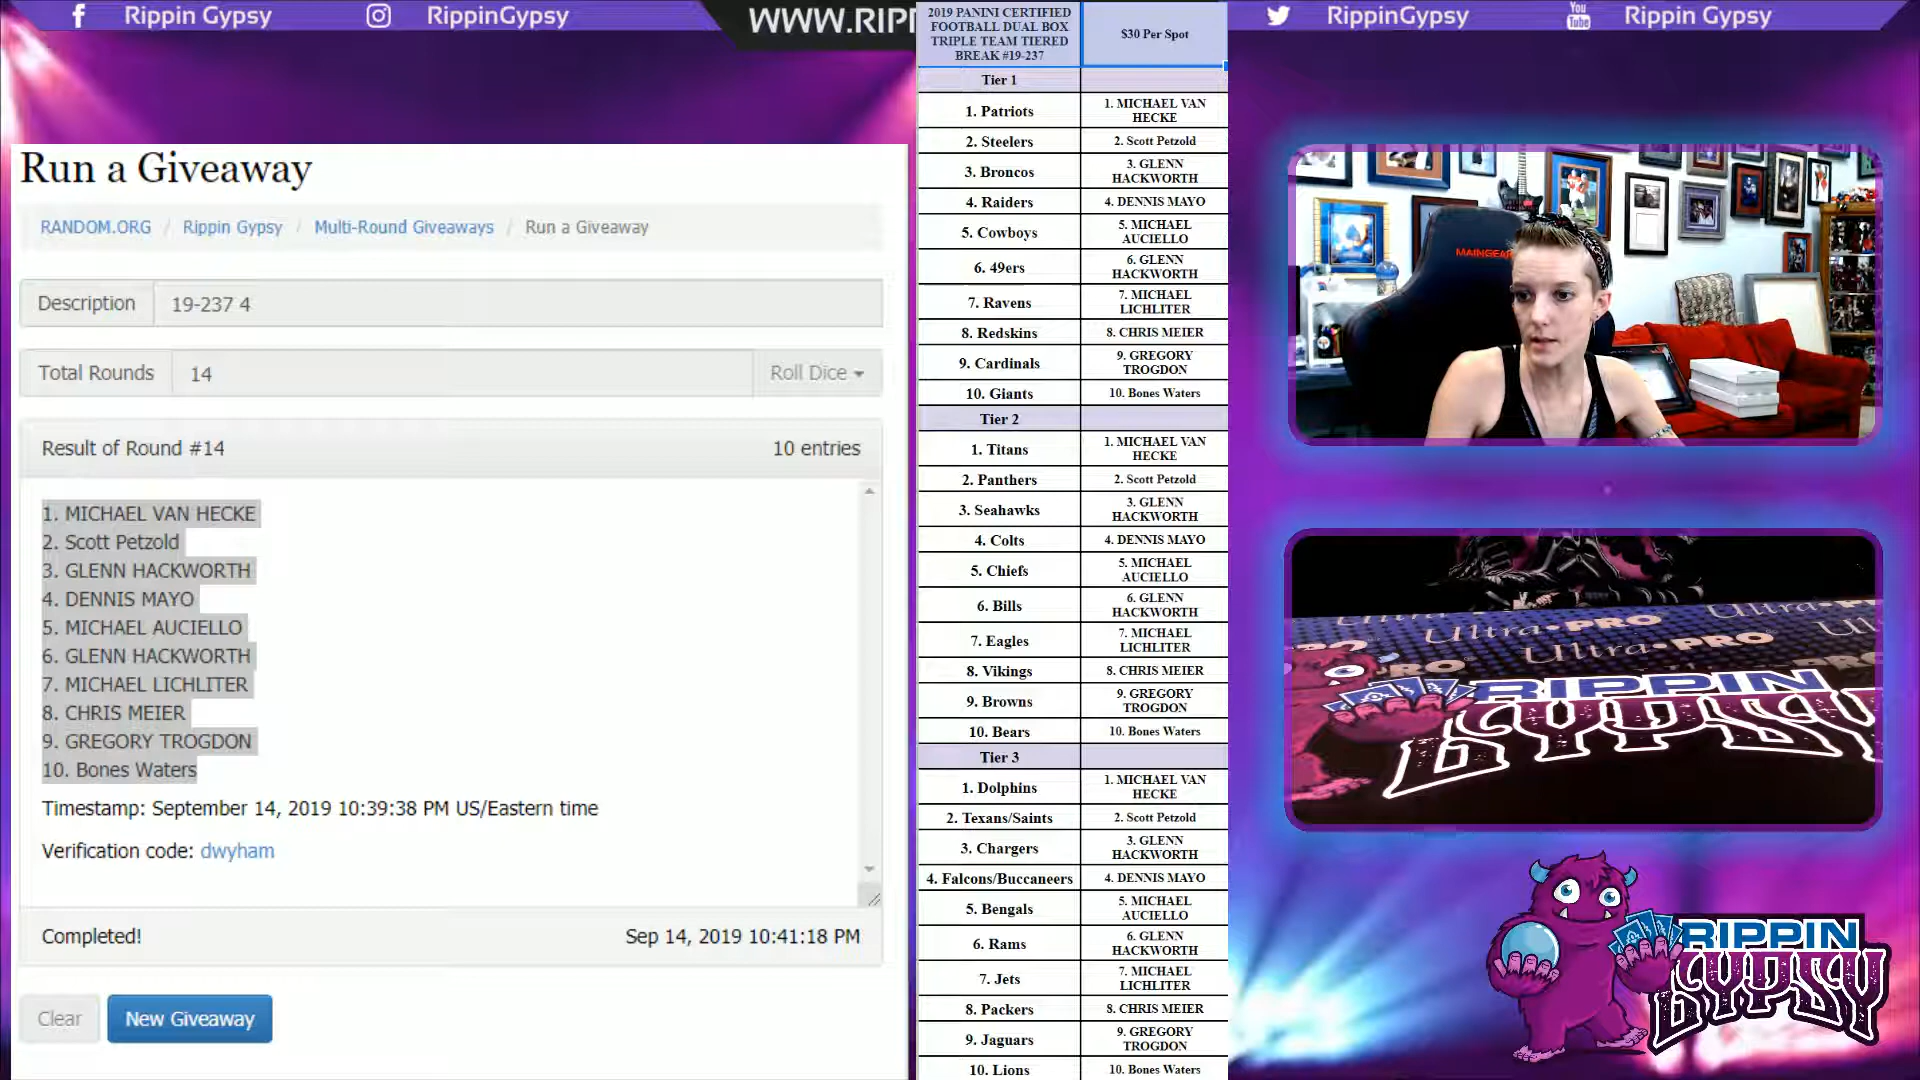 Rippin Gypsy
RippinGypsy
WWW.RIP
RippinGypsy
You
Tube
Rippin Gypsy
Run a Giveaway
RANDOM.ORG / Rippin Gypsy / Multi-Round Giveaways / Run a Giveaway
Description 19-237 4
Total Rounds 14 Roll Dice
Result of Round #14 10 entries
1. MICHAEL VAN HECKE
2. Scott Petzold
3. GLENN HACKWORTH
4. DENNIS MAYO
5. MICHAEL AUCIELLO
6. GLENN HACKWORTH
7. MICHAEL LICHLITER
8. CHRIS MEIER
9. GREGORY TROGDON
10. Bones Waters
Timestamp: September 14, 2019 10:39:38 PM US/Eastern time
Verification code: dwyham
Completed! Sep 14, 2019 10:41:18 PM
Clear New Giveaway
2019 PANINI CERTIFIED
FOOTBALL DUAL BOX
TRIPLE TEAM TIERED
BREAK #19-237
$30 Per Spot
Tier 1
1. Patriots 1. MICHAEL VAN
HECKE
2. Steelers 2. Scott Petzold
3. Broncos 3. GLENN
HACKWORTH
4. Raiders 4. DENNIS MAYO
5. Cowboys 5. MICHAEL
AUCIELLO
6. 49ers 6. GLENN
HACKWORTH
7. Ravens 7. MICHAEL
LICHLITER
8. Redskins 8. CHRIS MEIER
9. Cardinals 9. GREGORY
TROGDON
10. Giants 10. Bones Waters
Tier 2
1. Titans 1. MICHAEL VAN
HECKE
2. Panthers 2. Scott Petzold
3. Seahawks 3. GLENN
HACKWORTH
4. Colts 4. DENNIS MAYO
5. Chiefs 5. MICHAEL
AUCIELLO
6. Bills 6. GLENN
HACKWORTH
7. Eagles 7. MICHAEL
LICHLITER
8. Vikings 8. CHRIS MEIER
9. Browns 9. GREGORY
TROGDON
10. Bears 10. Bones Waters
Tier 3
1. Dolphins 1. MICHAEL VAN
HECKE
2. Texans/Saints 2. Scott Petzold
3. Chargers 3. GLENN
HACKWORTH
4. Falcons/Buccaneers 4. DENNIS MAYO
5. Bengals 5. MICHAEL
AUCIELLO
6. Rams 6. GLENN
HACKWORTH
7. Jets 7. MICHAEL
LICHLITER
8. Packers 8. CHRIS MEIER
9. Jaguars 9. GREGORY
TROGDON
10. Lions 10. Bones Waters
MAINGEAR
Ultra•PRO
Ultra•PRO
RIPPIN
GYPSY
RIPPIN
GYPSY